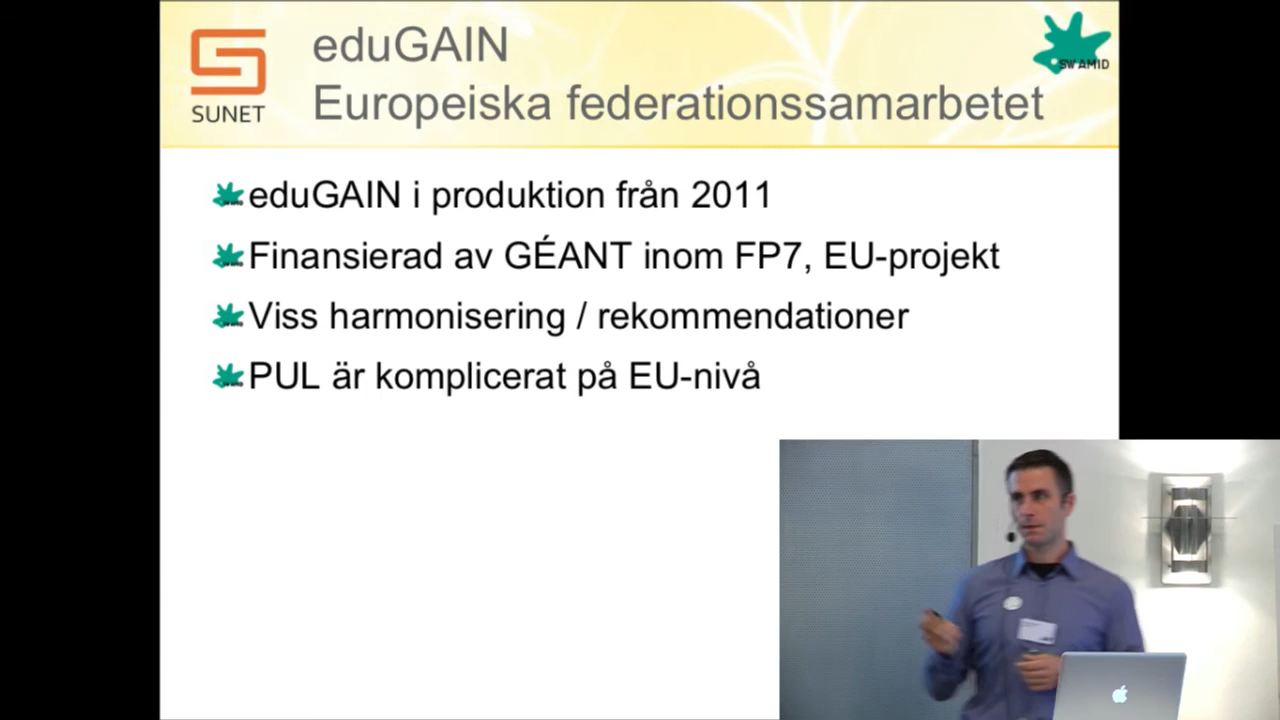 SUNET
eduGAIN
Europeiska federationssamarbetet
SWAMID
eduGAIN i produktion från 2011
Finansierad av GÉANT inom FP7, EU-projekt
Viss harmonisering / rekommendationer
PUL är komplicerat på EU-nivå